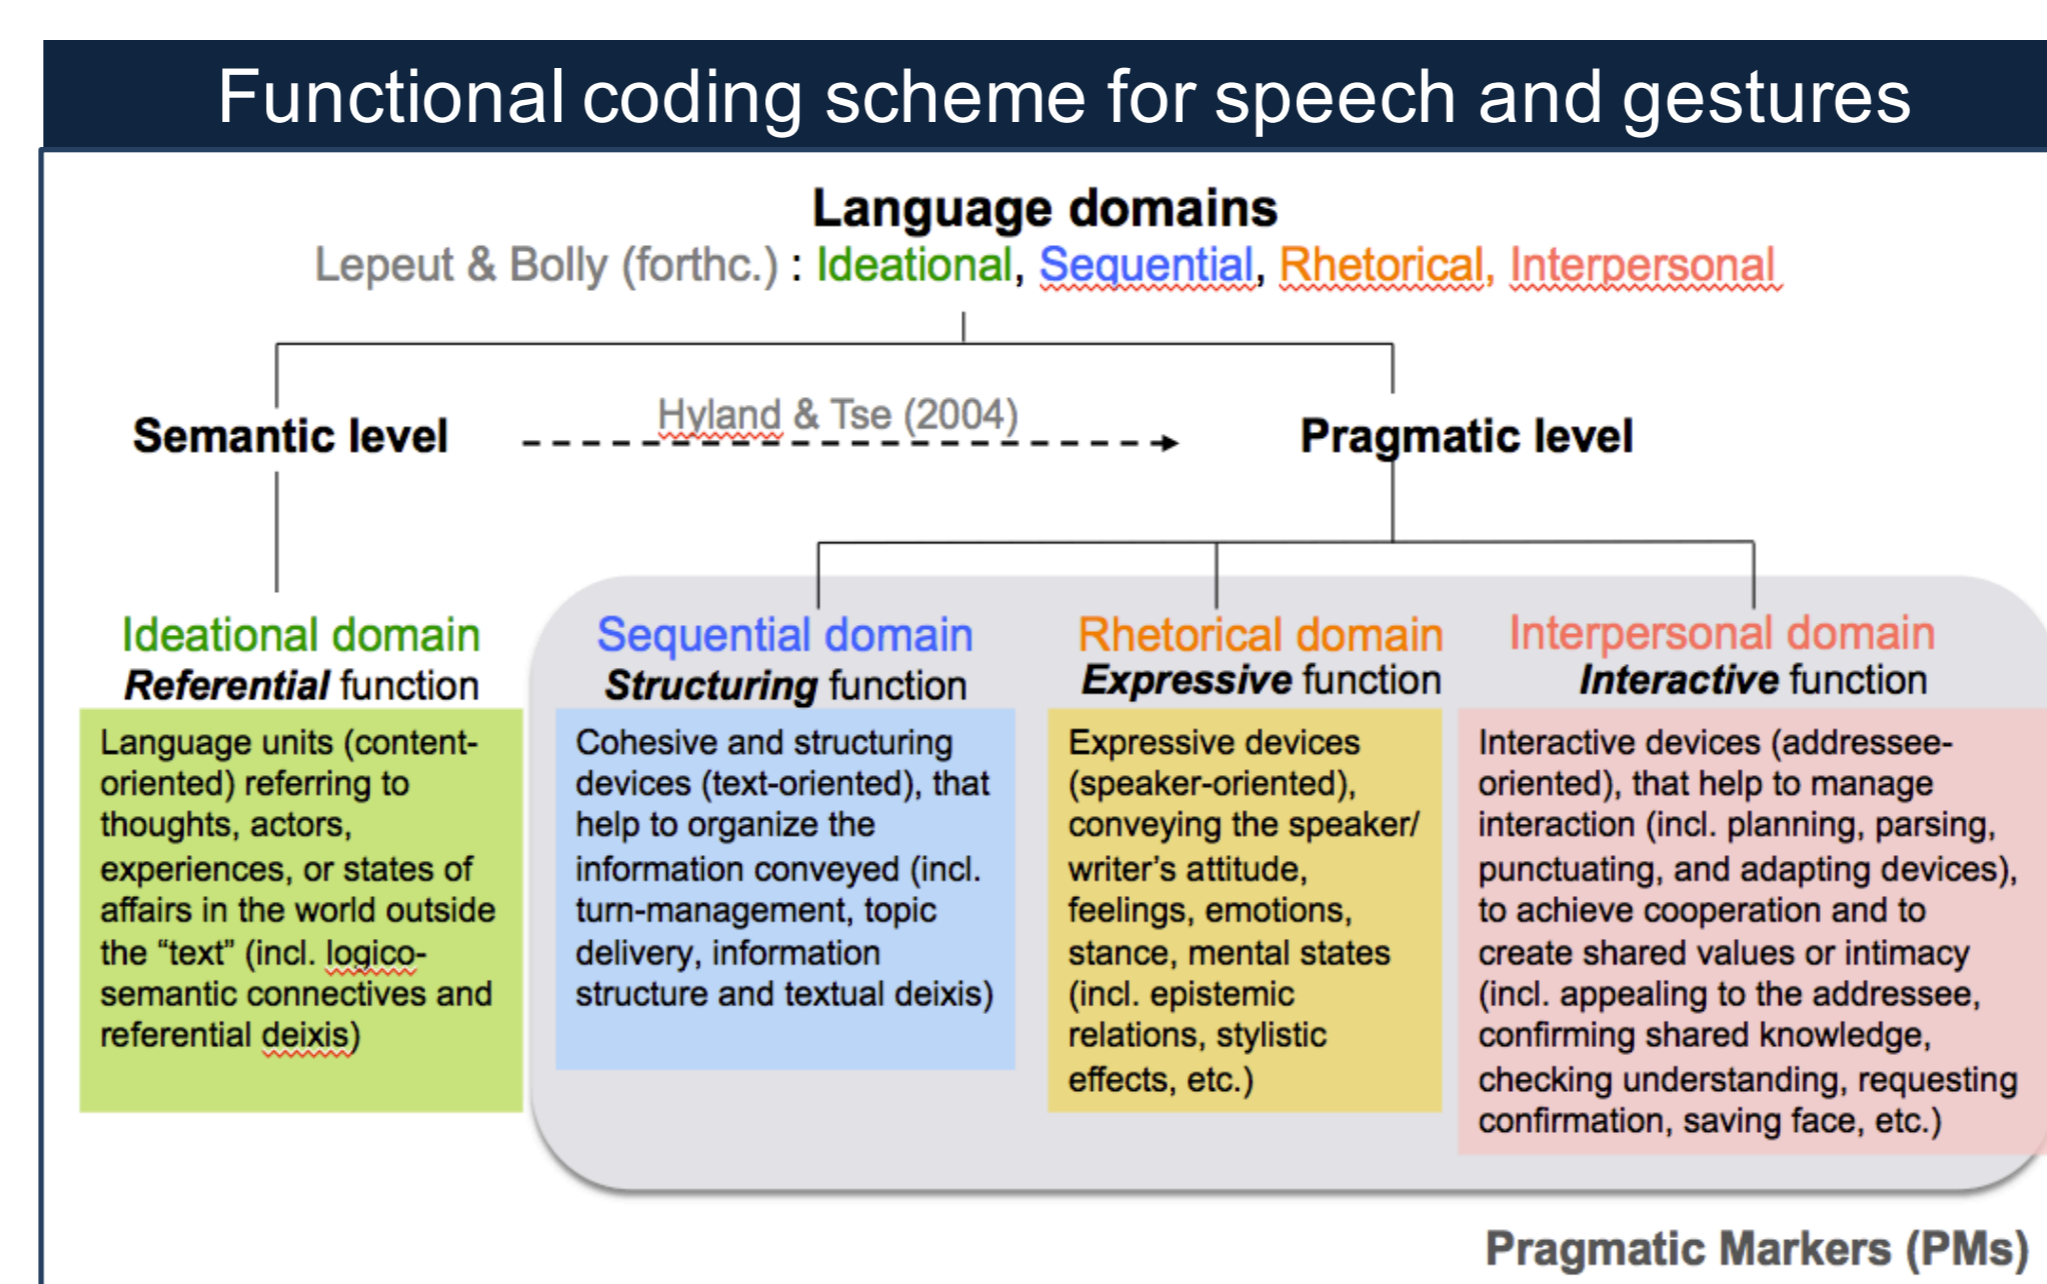 Functional coding scheme for speech and gestures
Language domains
Lepeut & Bolly (forthc.) : Ideational, Sequential, Rhetorical, Interpersonal
Semantic level
Hyland & Tse (2004)
Pragmatic level
Ideational domain
Referential function
Language units (content-
oriented) referring to
thoughts, actors,
experiences, or states of
affairs in the world outside
the “text” (incl. logico-
semantic connectives and
referential deixis)
Sequential domain
Structuring function
Cohesive and structuring
devices (text-oriented), that
help to organize the
information conveyed (incl.
turn-management, topic
delivery, information
structure and textual deixis)
Rhetorical domain
Expressive function
Expressive devices
(speaker-oriented),
conveying the speaker/
writer’s attitude,
feelings, emotions,
stance, mental states
(incl. epistemic
relations, stylistic
effects, etc.)
Interpersonal domain
Interactive function
Interactive devices (addressee-
oriented), that help to manage
interaction (incl. planning, parsing,
punctuating, and adapting devices),
to achieve cooperation and to
create shared values or intimacy
(incl. appealing to the addressee,
confirming shared knowledge,
checking understanding, requesting
confirmation, saving face, etc.)
Pragmatic Markers (PMs)